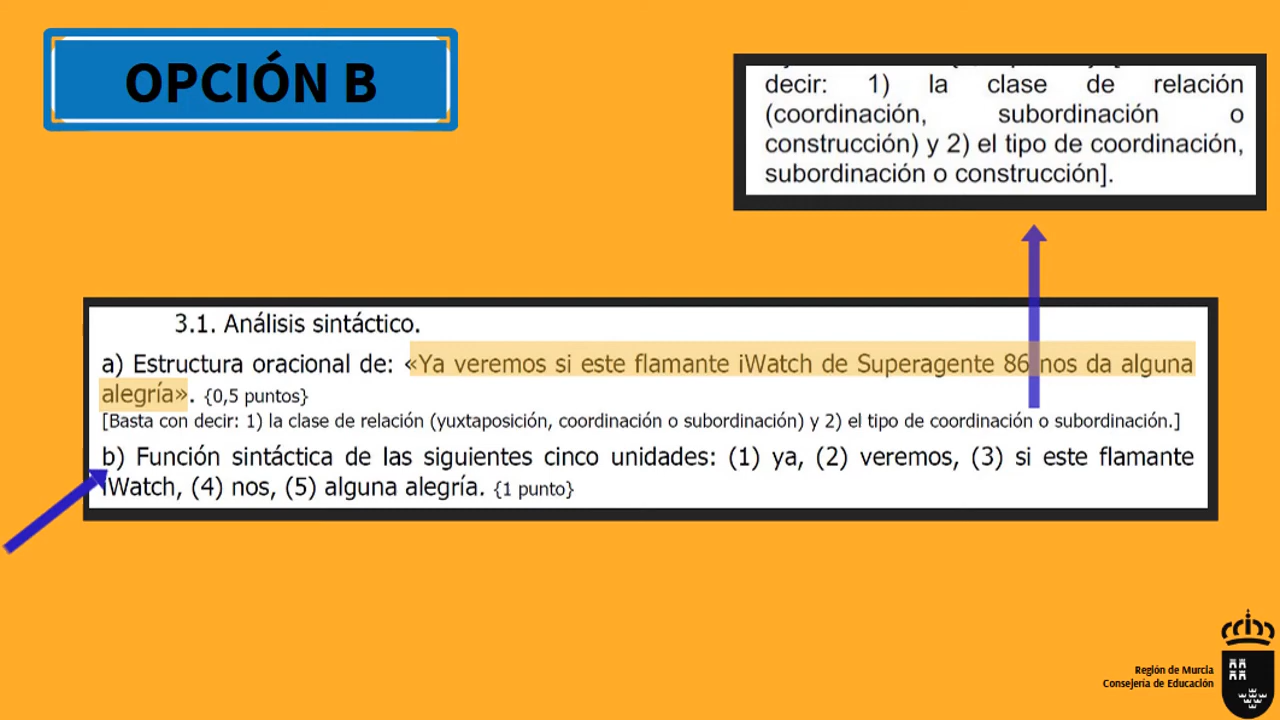 OPCIÓN B
decir: 1) la clase de relación
(coordinación, subordinación o
construcción) y 2) el tipo de coordinación,
subordinación o construcción].
3.1. Análisis sintáctico.
a) Estructura oracional de: «Ya veremos si este flamante iWatch de Superagente 86 nos da alguna
alegría». {0,5 puntos}
[Basta con decir: 1) la clase de relación (yuxtaposición, coordinación o subordinación) y 2) el tipo de coordinación o subordinación.]
b) Función sintáctica de las siguientes cinco unidades: (1) ya, (2) veremos, (3) si este flamante
iWatch, (4) nos, (5) alguna alegría. {1 punto}
Región de Murcia
Consejería de Educación